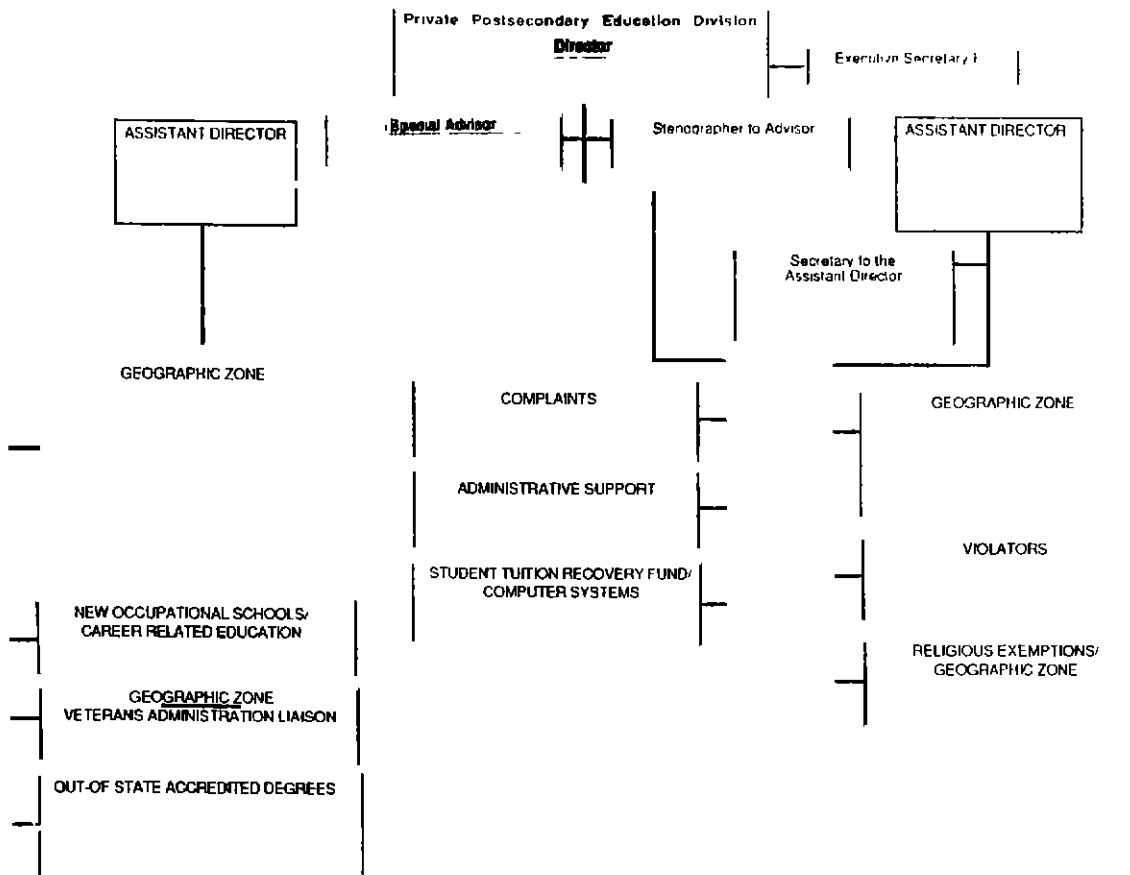 Private Postsecondary Education Division
Director
Executive Secretary I
ASSISTANT DIRECTOR
Special Advisor
Stenographer to Advisor
ASSISTANT DIRECTOR
Secretary to the
Assistant Director
GEOGRAPHIC ZONE
COMPLAINTS
GEOGRAPHIC ZONE
ADMINISTRATIVE SUPPORT
VIOLATORS
STUDENT TUITION RECOVERY FUND/
COMPUTER SYSTEMS
NEW OCCUPATIONAL SCHOOLS/
CAREER RELATED EDUCATION
RELIGIOUS EXEMPTIONS/
GEOGRAPHIC ZONE
GEOGRAPHIC ZONE
VETERANS ADMINISTRATION LIAISON
OUT-OF STATE ACCREDITED DEGREES